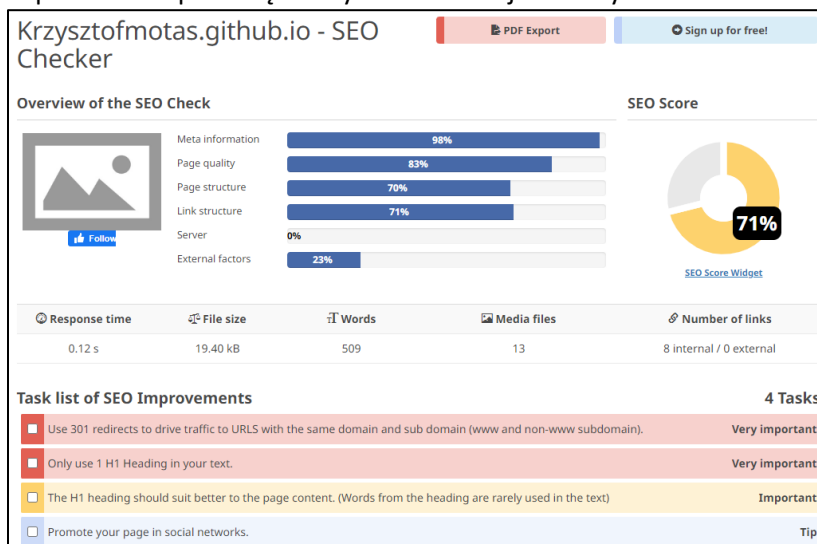 Krzysztofmotas.github.io - SEO
Checker
PDF Export
Sign up for free!
Overview of the SEO Check
SEO Score
Meta information 98%
Page quality 83%
Page structure 70%
Link structure 71%
Server 0%
External factors 23%
Follow
71%
SEO Score Widget
Response time File size Words Media files Number of links
0.12 s 19.40 kB 509 13 8 internal / 0 external
Task list of SEO Improvements 4 Tasks
Use 301 redirects to drive traffic to URLS with the same domain and sub domain (www and non-www subdomain). Very important
Only use 1 H1 Heading in your text. Very important
The H1 heading should suit better to the page content. (Words from the heading are rarely used in the text) Important
Promote your page in social networks. Tip